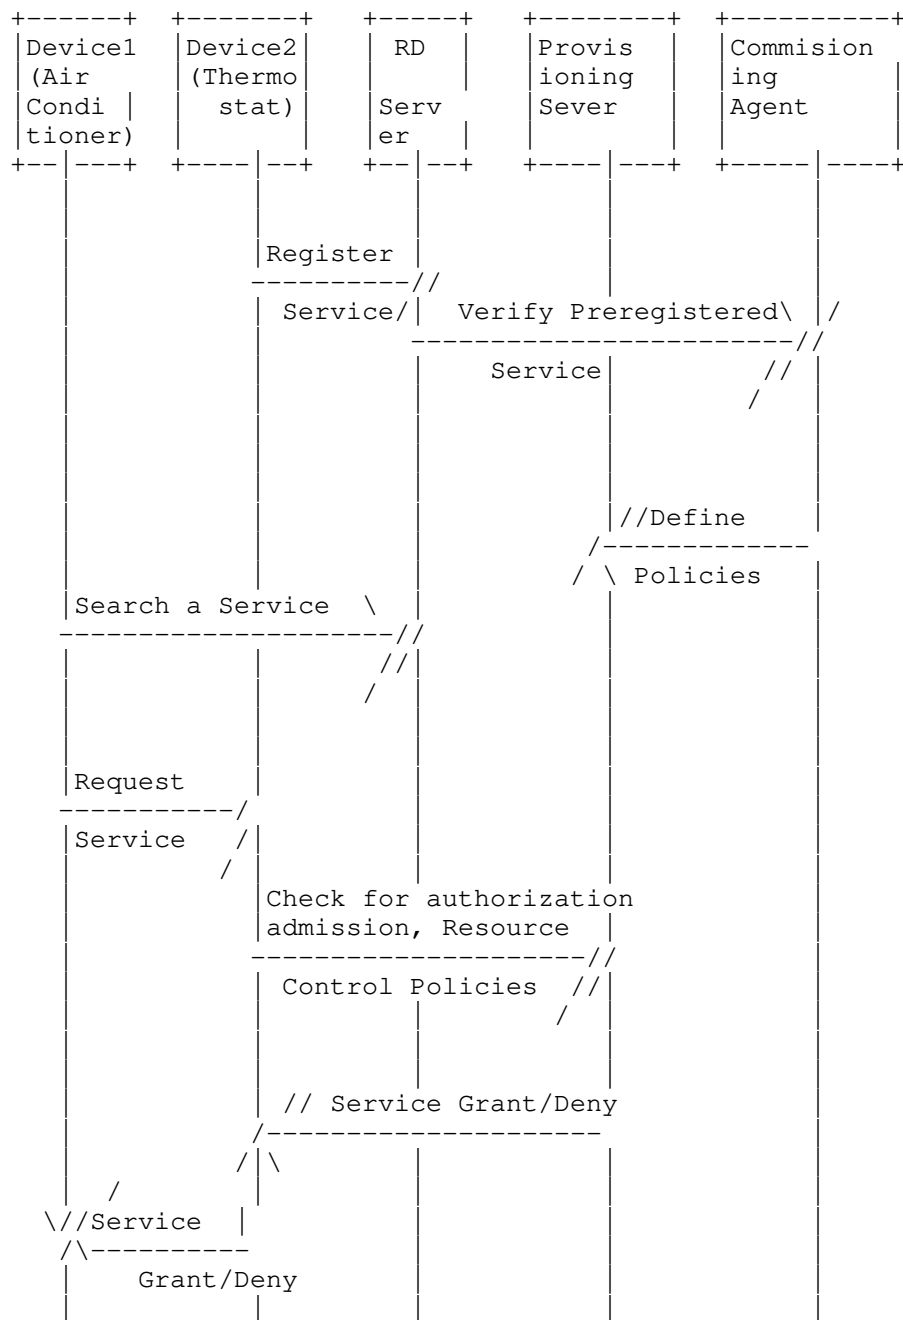 Device1 Device2 RD Provis Commision
(Air (Thermo ioning ing
Condi stat) Serv Sever Agent
tioner) er
Register
Service Verify Preregistered
Service
Define
Policies
Search a Service
Request
Service
Check for authorization
admission, Resource
Control Policies
Service Grant/Deny
Service
Grant/Deny